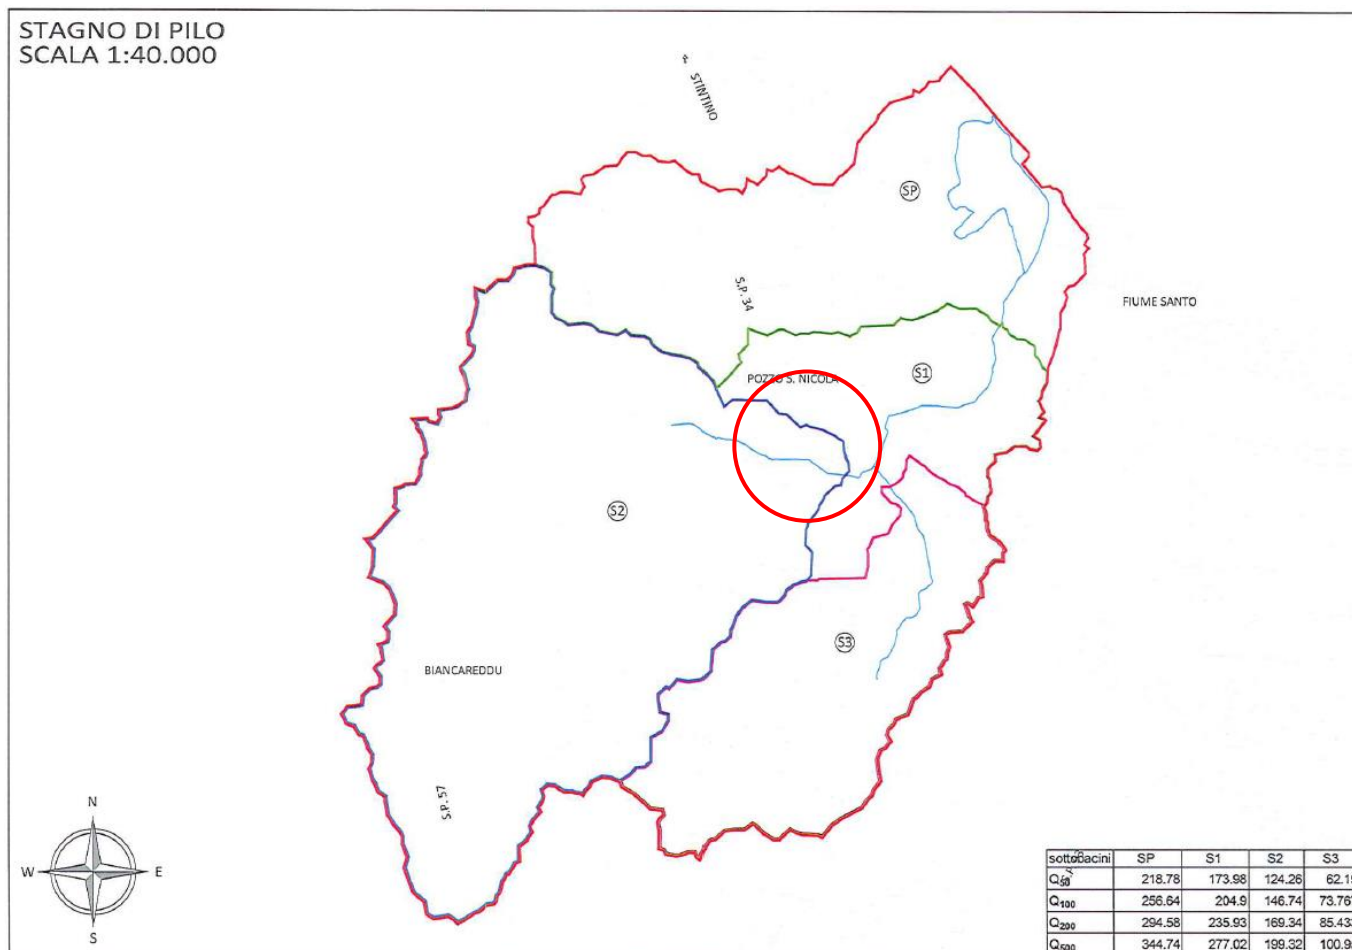 STAGNO DI PILO
SCALA 1:40.000
STINTINO
SP
S.P. 34
FIUME SANTO
POZZO S. NICOLA
S1
S2
S3
BIANCAREDDU
S.P. 57
N
W E
S
sottobacini SP S1 S2 S3
Q50 218.78 173.98 124.26
Q100 256.64 204.9 146.74
Q200 294.58 235.93 169.34
Q500 344.74 277.02 199.32